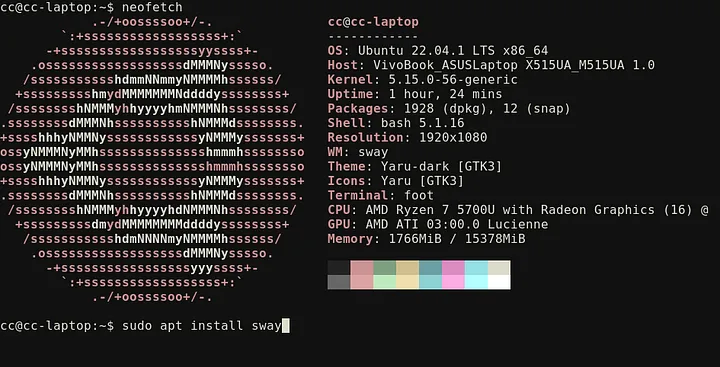 cc@cc-laptop:~$ neofetch
            .-/+oossssoo+/-.               cc@cc-laptop
        `:+ssssssssssssssssss+:`           ------------
      -+ssssssssssssssssssyyssss+-         OS: Ubuntu 22.04.1 LTS x86_64
    .ossssssssssssssssssdMMMNysssso.       Host: VivoBook_ASUSLaptop X515UA_M515UA 1.0
   /ssssssssssshdmmNNmmyNMMMMhssssss/      Kernel: 5.15.0-56-generic
  +ssssssssshmydMMMMMMMNddddyssssssss+     Uptime: 1 hour, 24 mins
 /sssssssshNMMMyhhyyyyhmNMMMNhssssssss/    Packages: 1928 (dpkg), 12 (snap)
.ssssssssdMMMNhsssssssssshNMMMdssssssss.   Shell: bash 5.1.16
+sssshhhyNMMNyssssssssssssyNMMMysssssss+   Resolution: 1920x1080
ossyNMMMNyMMhsssssssssssssshmmmhssssssso   WM: sway
ossyNMMMNyMMhsssssssssssssshmmmhssssssso   Theme: Yaru-dark [GTK3]
+sssshhhyNMMNyssssssssssssyNMMMysssssss+   Icons: Yaru [GTK3]
.ssssssssdMMMNhsssssssssshNMMMdssssssss.   Terminal: foot
 /sssssssshNMMMyhhyyyyhdNMMMNhssssssss/    CPU: AMD Ryzen 7 5700U with Radeon Graphics (16) @
  +sssssssssdmydMMMMMMMMddddyssssssss+     GPU: AMD ATI 03:00.0 Lucienne
   /ssssssssssshdmNNNNmyNMMMMhssssss/      Memory: 1766MiB / 15378MiB
    .ossssssssssssssssssdMMMNysssso.
      -+sssssssssssssssssyyyssss+-
        `:+ssssssssssssssssss+:`
            .-/+oossssoo+/-.
cc@cc-laptop:~$ sudo apt install sway